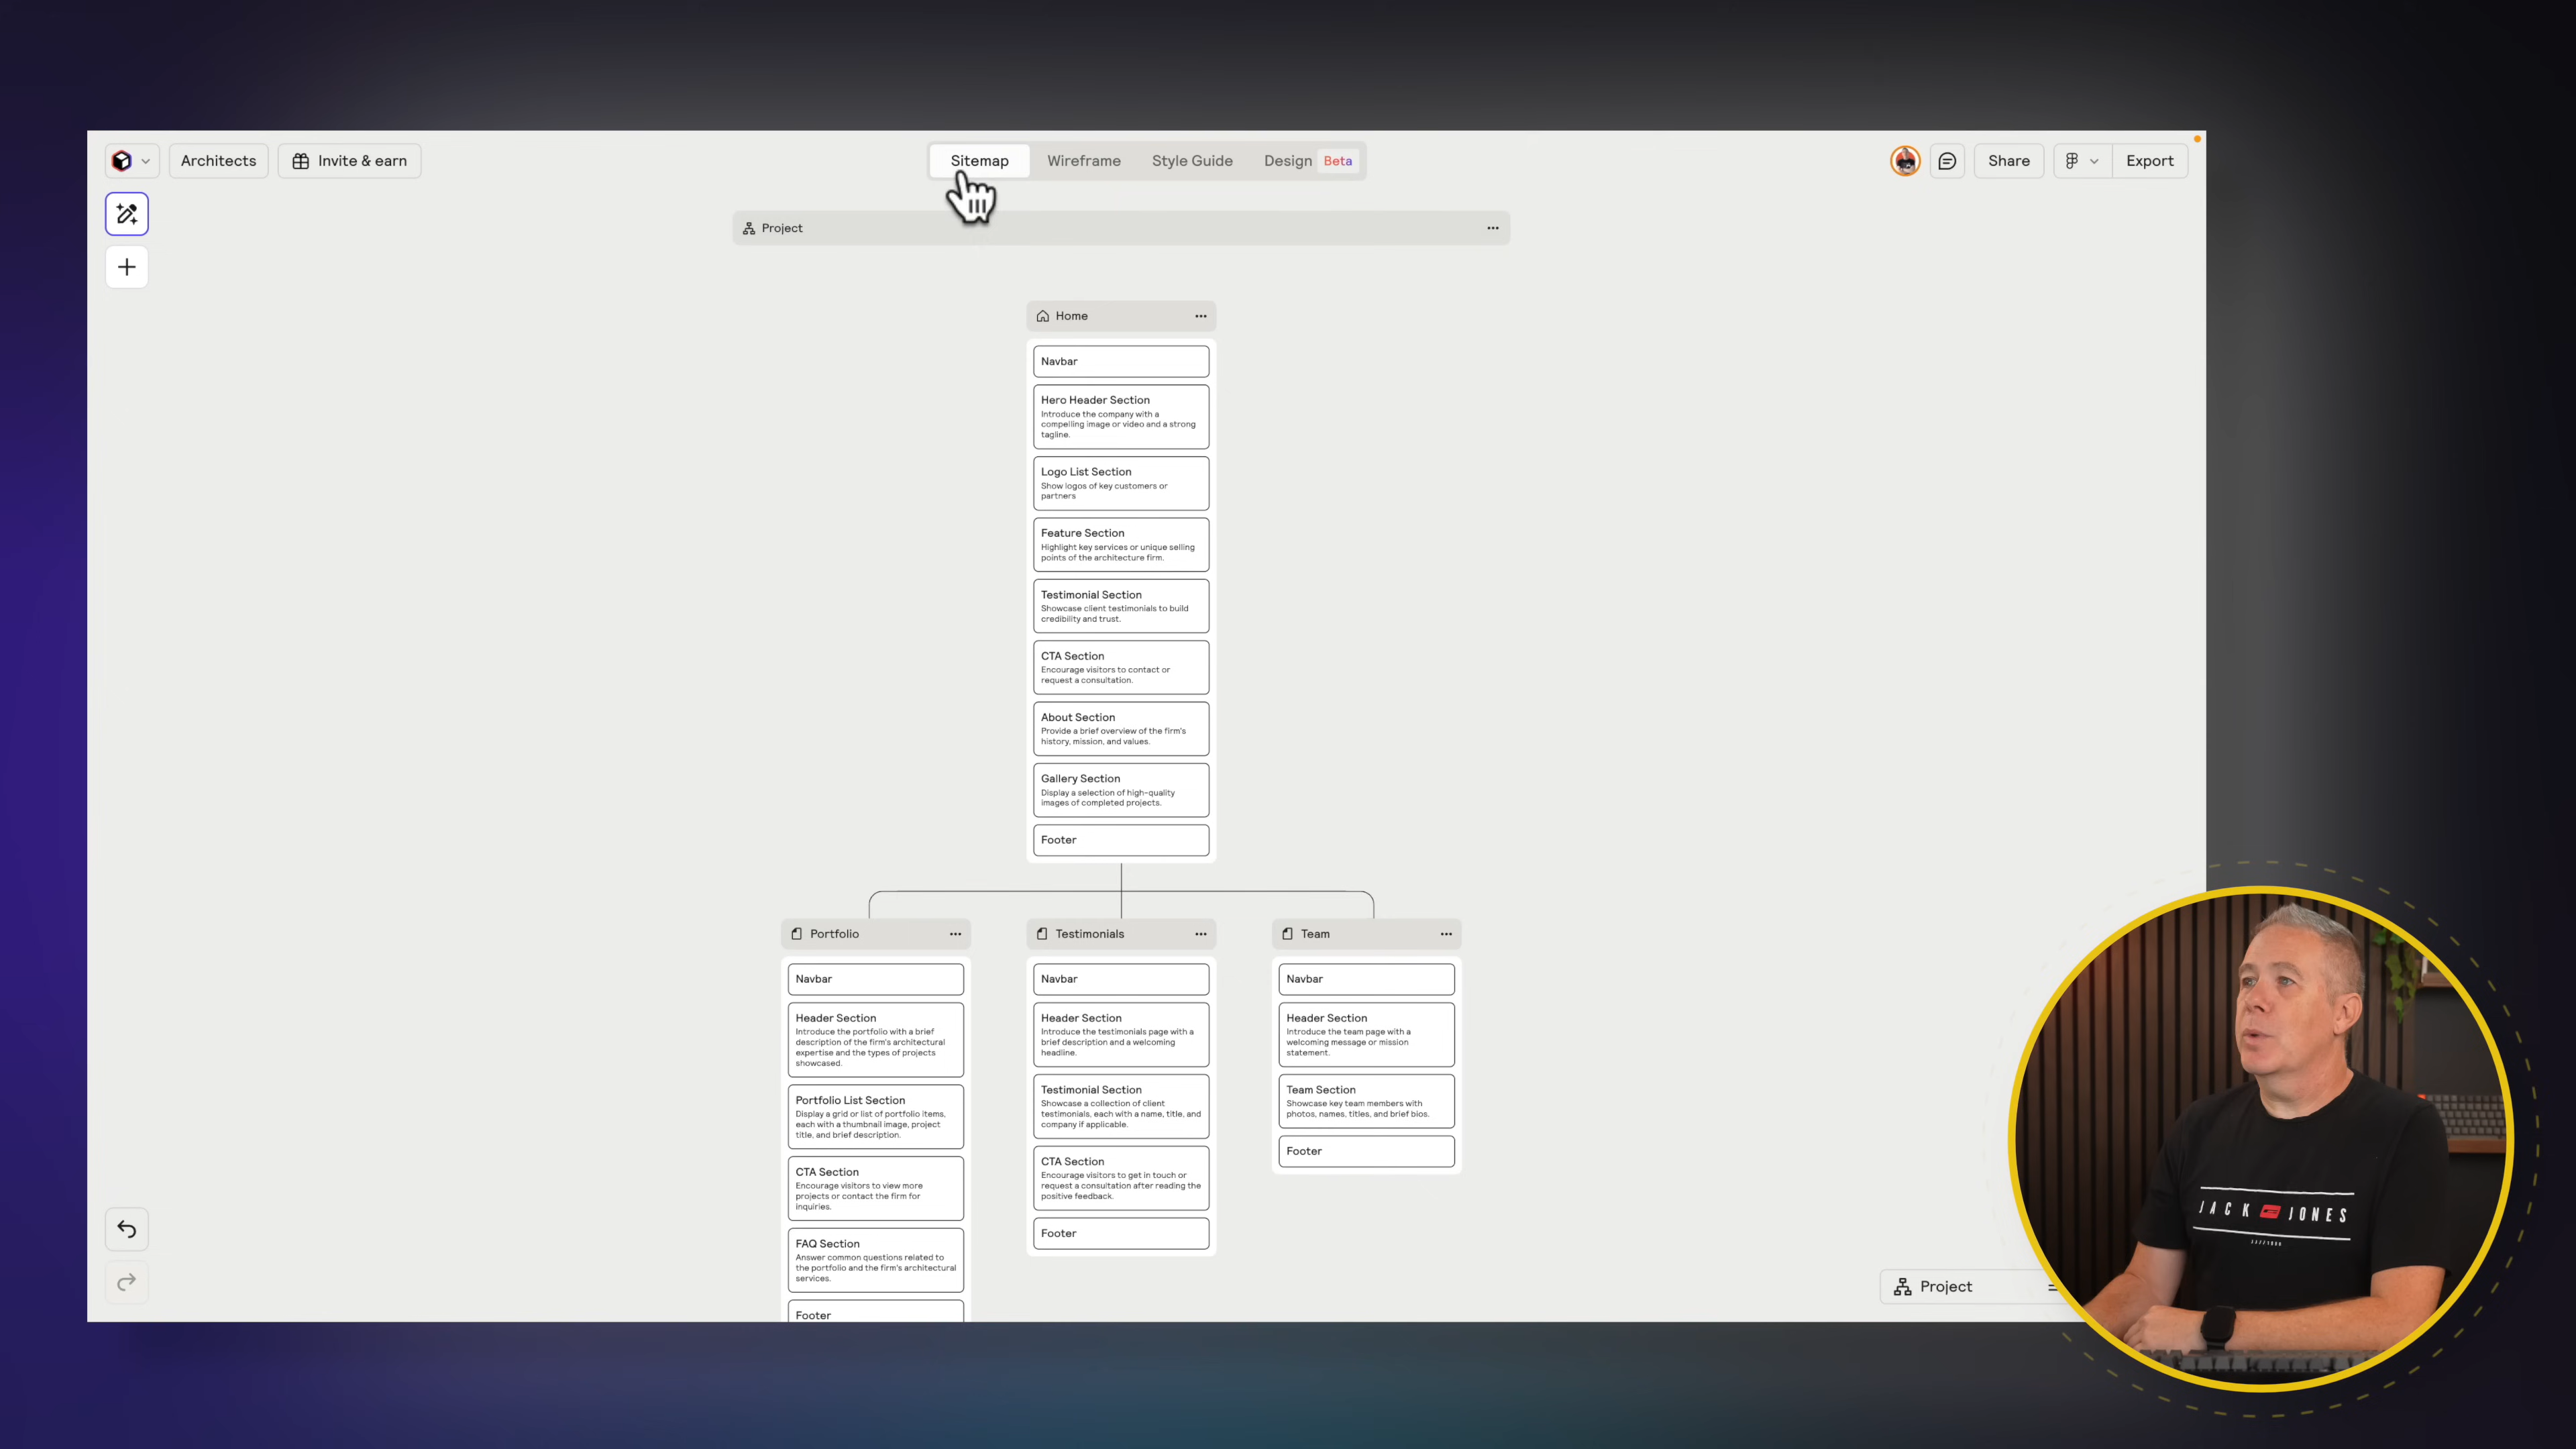 Architects
Invite & earn
Sitemap
Wireframe
Style Guide
Design Beta
Share
Export
Project
Home
Navbar
Hero Header Section
Introduce the company with a
compelling image or video and a strong
tagline.
Logo List Section
Show logos of key customers or
partners
Feature Section
Highlight key services or unique selling
points of the architecture firm.
Testimonial Section
Showcase client testimonials to build
credibility and trust.
CTA Section
Encourage visitors to contact or
request a consultation.
About Section
Provide a brief overview of the firm's
history, mission, and values.
Gallery Section
Display a selection of high-quality
images of completed projects.
Footer
Portfolio
Navbar
Header Section
Introduce the portfolio with a brief
description of the firm's architectural
expertise and the types of projects
showcased.
Portfolio List Section
Display a grid or list of portfolio items,
each with a thumbnail image, project
title, and brief description.
CTA Section
Encourage visitors to view more
projects or contact the firm for
inquiries.
FAQ Section
Answer common questions related to
the portfolio and the firm's architectural
services.
Footer
Testimonials
Navbar
Header Section
Introduce the testimonials page with a
brief description and a welcoming
headline.
Testimonial Section
Showcase a collection of client
testimonials, each with a name, title, and
company if applicable.
CTA Section
Encourage visitors to get in touch or
request a consultation after reading the
positive feedback.
Footer
Team
Navbar
Header Section
Introduce the team page with a
welcoming message or mission
statement.
Team Section
Showcase key team members with
photos, names, titles, and brief bios.
Footer
Project
JACK JONES